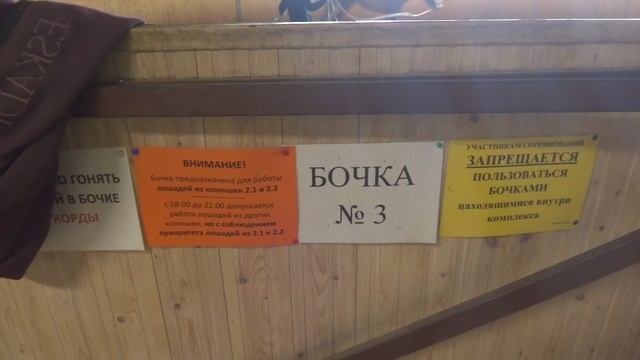 О ГОНЯТЬ
Й В БОЧКЕ
КОРДЫ
ВНИМАНИЕ!
Бочка предназначена для работы
лошадей из конюшен 2.1 и 2.2
с 18:00 до 22:00 допускается
работа лошадей из других
конюшен, но с соблюдением
приоритета лошадей из 2.1 и 2.2
БОЧКА
№ 3
УЧАСТНИКАМ СОРЕВНОВАНИЙ
ЗАПРЕЩАЕТСЯ
ПОЛЬЗОВАТЬСЯ
БОЧКАМИ
находящимися внутри
комплекса